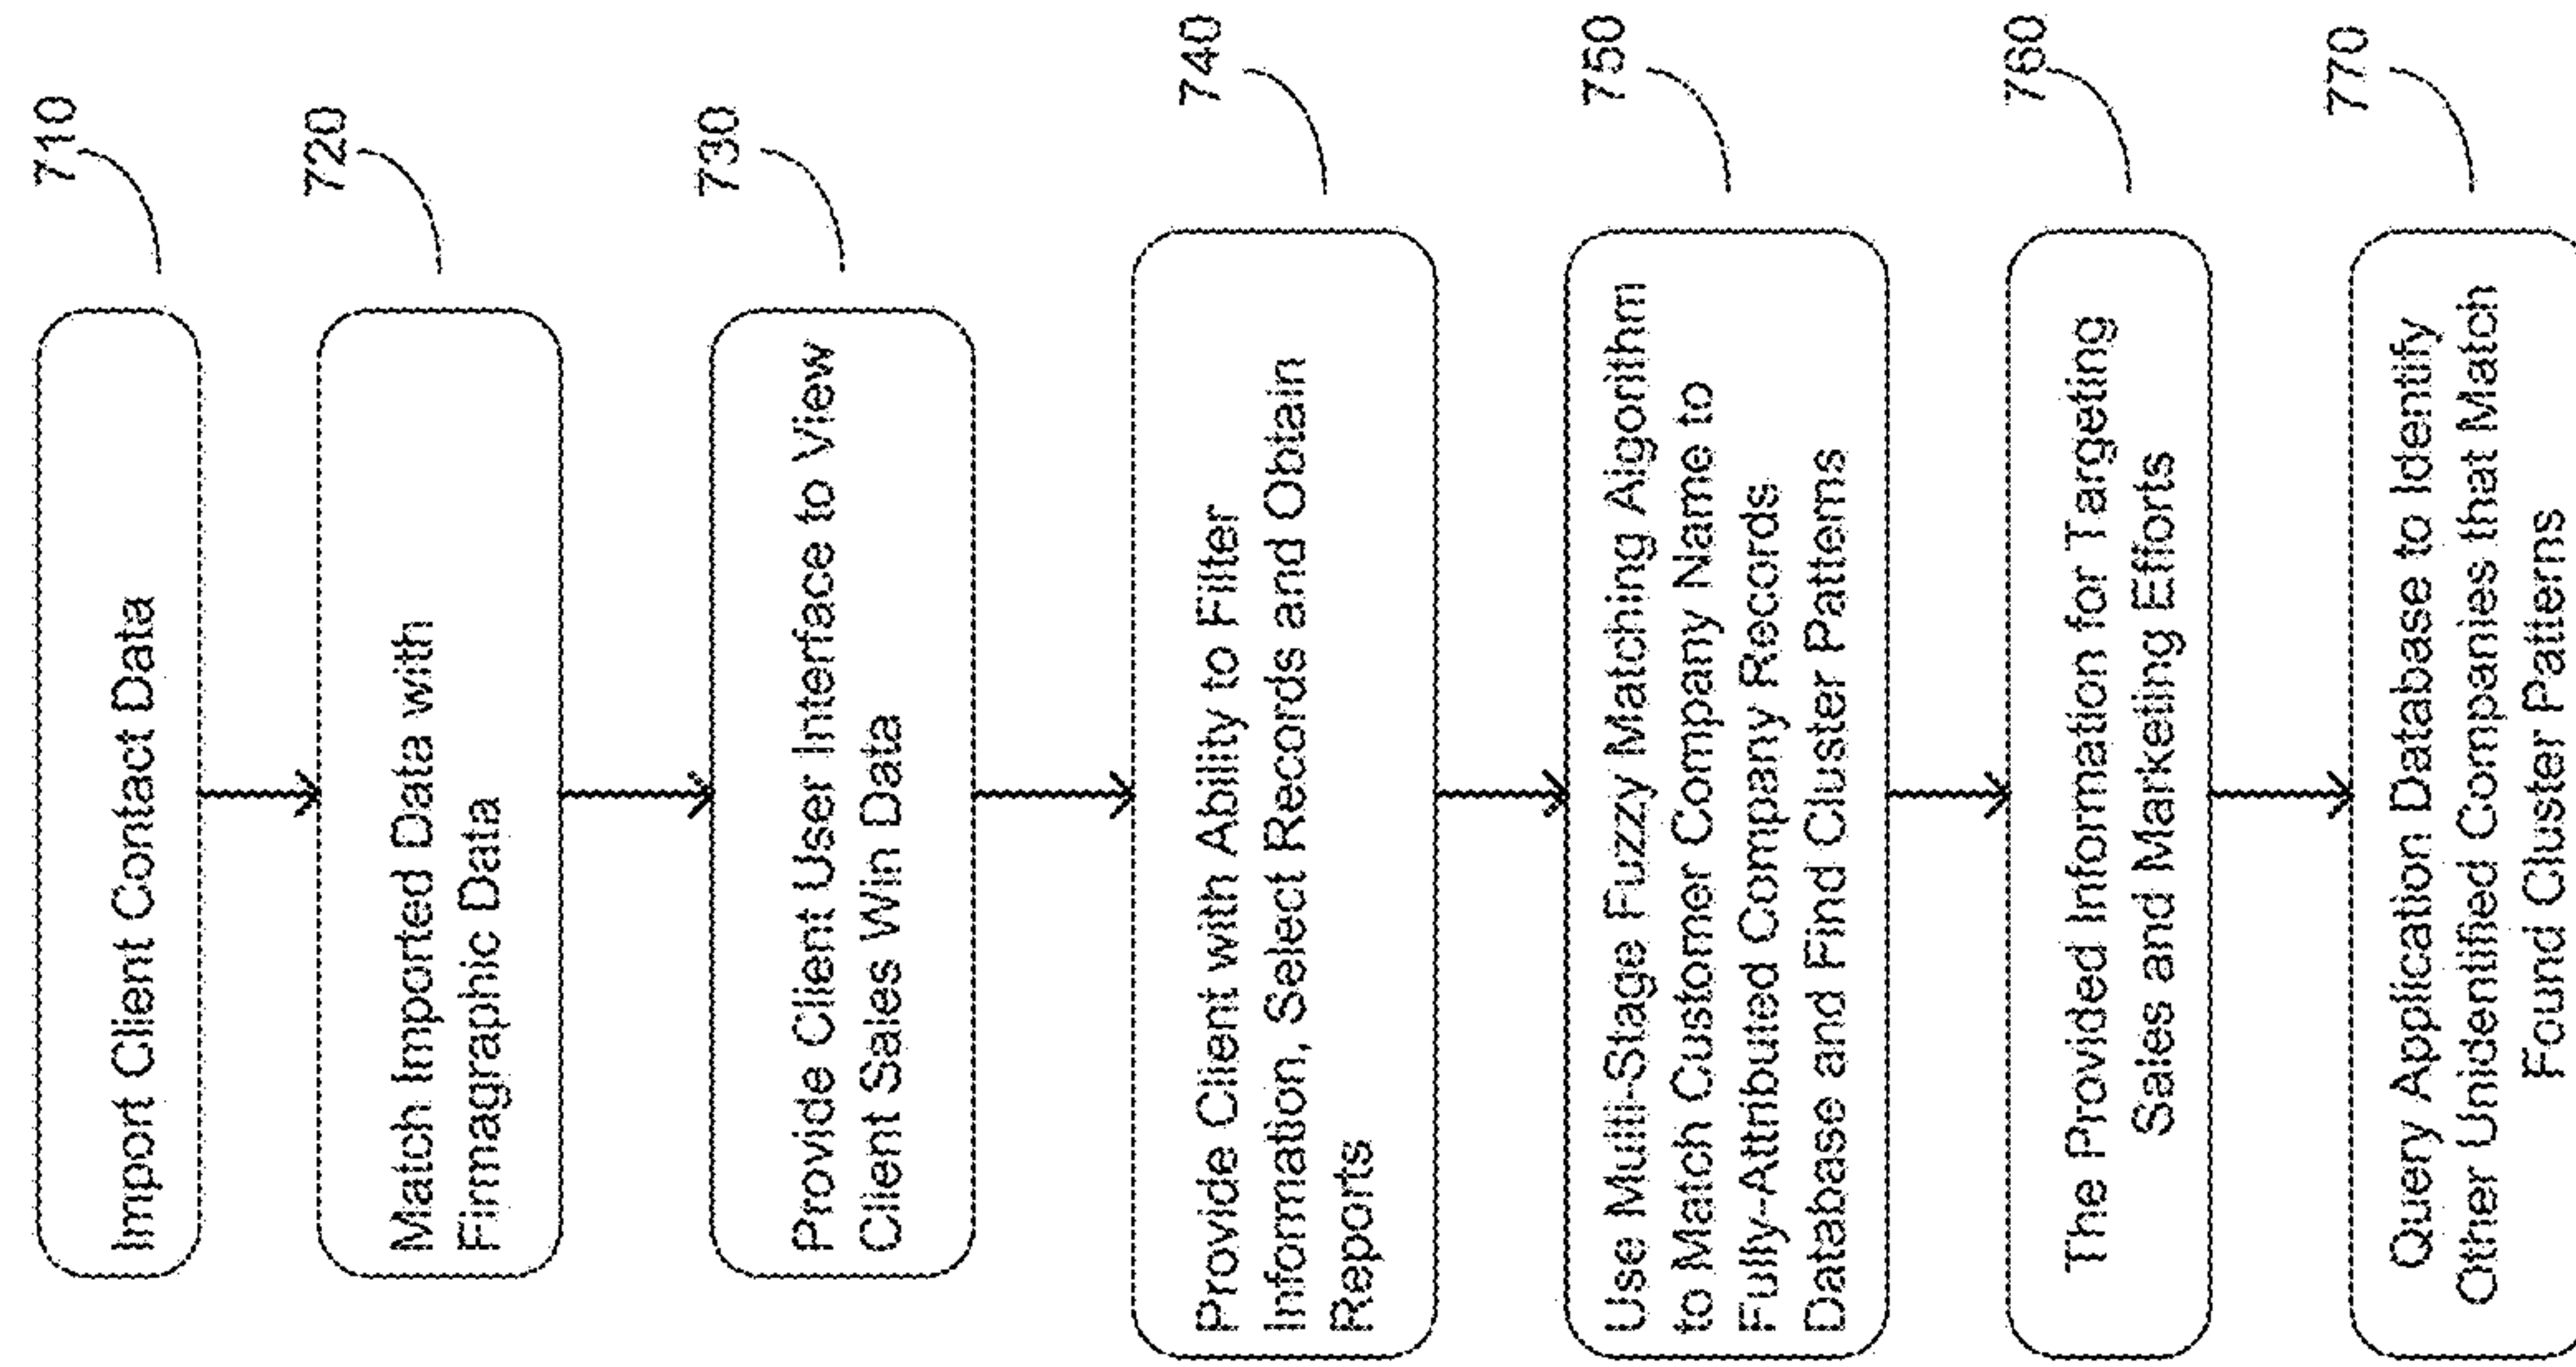 710
Import Client Contact Data
720
Match Imported Data with
Firmagraphic Data
730
Provide Client User Interface to View
Client Sales Win Data
740
Provide Client with Ability to Filter
Information, Select Records and Obtain
Reports
750
Use Multi-Stage Fuzzy Matching Algorithm
to Match Customer Company Name to
Fully-Attributed Company Records
Database and Find Cluster Patterns
760
The Provided Information for Targeting
Sales and Marketing Efforts
770
Query Application Database to Identify
Other Unidentified Companies that Match
Found Cluster Patterns